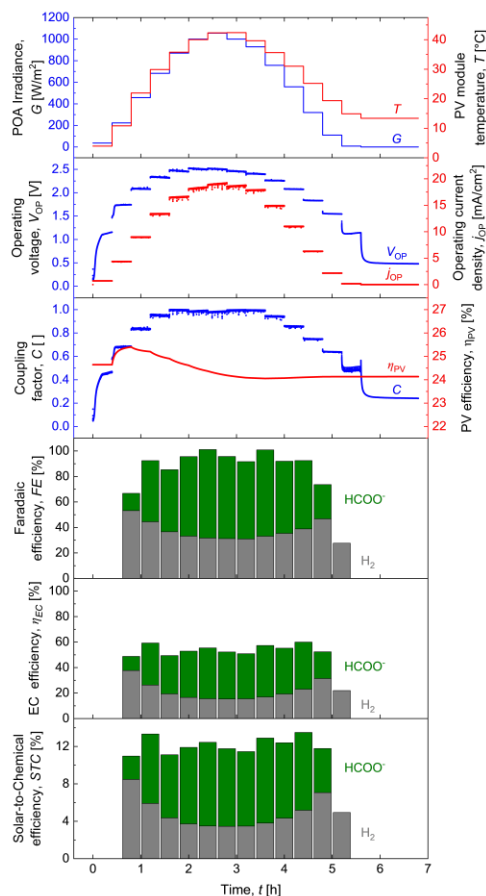 POA Irradiance,
G [W/m²]
1200
1000
800
600
400
200
0
40
30
20
10
0
PV module
temperature, T [°C]
T
G
Operating
voltage, V_OP [V]
2.5
2.0
1.5
1.0
0.5
0.0
20
15
10
5
0
Operating current
density, j_OP [mA/cm²]
V_OP
j_OP
Coupling
factor, C [ ]
1.0
0.7
0.5
0.2
0.0
27
26
25
24
23
22
21
PV efficiency, η_PV [%]
η_PV
C
Faradaic
efficiency, FE [%]
100
80
60
40
20
0
HCOO⁻
H₂
EC efficiency, η_EC [%]
100
80
60
40
20
0
HCOO⁻
H₂
Solar-to-Chemical
efficiency, STC [%]
12
8
4
0
HCOO⁻
H₂
0 1 2 3 4 5 6 7
Time, t [h]